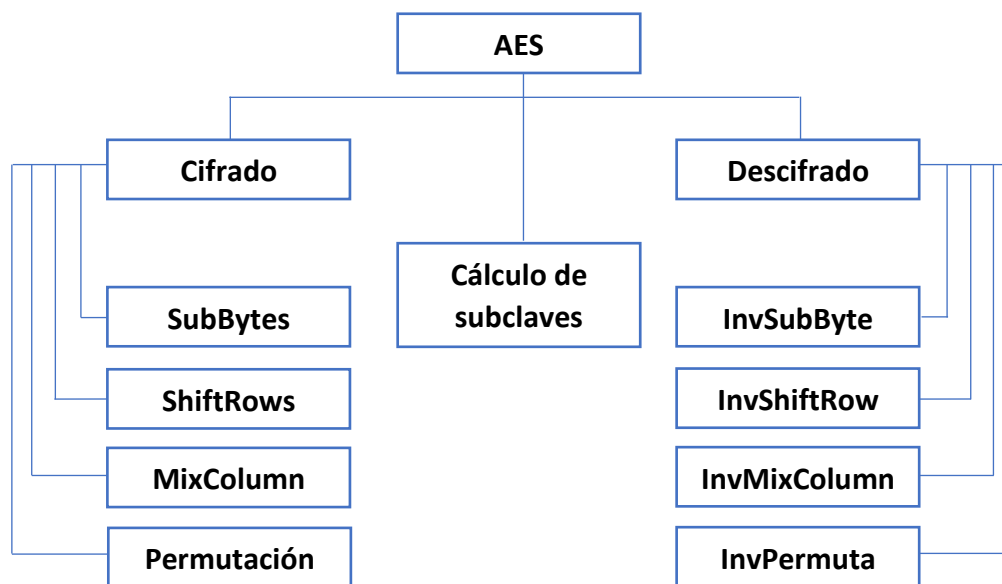 AES
Cifrado
Descifrado
Cálculo de
subclaves
SubBytes
InvSubByte
ShiftRows
InvShiftRow
MixColumn
InvMixColumn
Permutación
InvPermuta